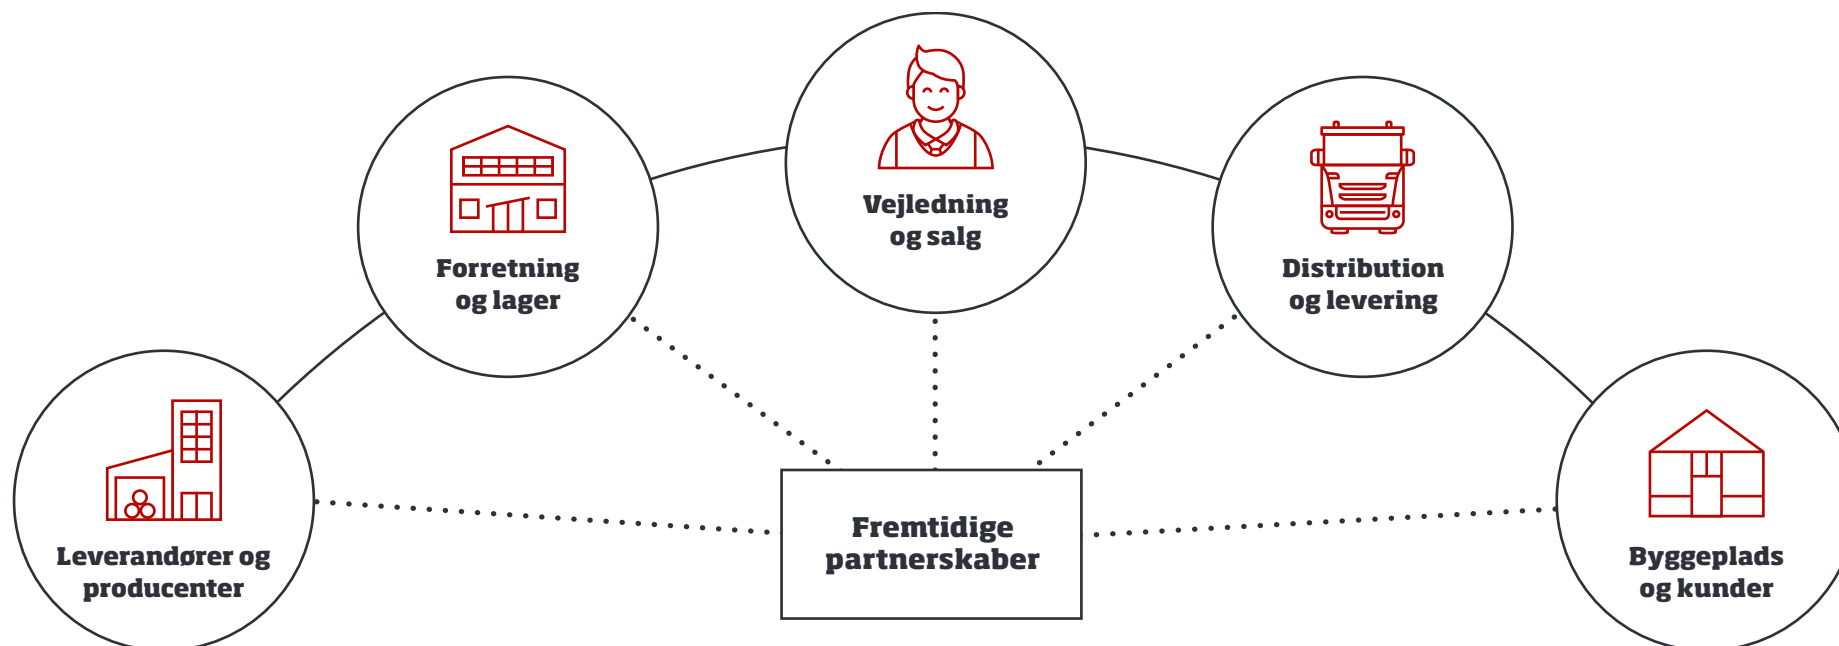 Vejledning
og salg
Forretning
og lager
Distribution
og levering
Leverandører og
producenter
Fremtidige
partnerskaber
Byggeplads
og kunder